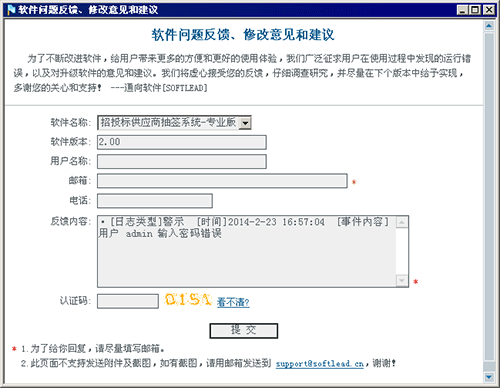 软件问题反馈、修改意见和建议
软件问题反馈、修改意见和建议
为了不断改进软件，给用户带来更多的方便和更好的使用体验，我们广泛征求用户在使用过程中发现的运行错
误，以及对升级软件的意见和建议。我们将虚心接受您的反馈，仔细调查研究，并尽量在下个版本中给予实现，
多谢您的关心和支持！ ---通向软件[SOFTLEAD]
软件名称： 招投标供应商抽签系统-专业版
软件版本： 2.00
用户名称：
邮箱： *
电话：
反馈内容： •[日志类型]警示 [时间]2014-2-23 16:57:04 [事件内容]
用户 admin 输入密码错误
*
认证码： 0151 看不清?
提 交
* 1.为了给你回复，请尽量填写邮箱。
2.此页面不支持发送附件及截图，如有截图，请用邮箱发送到 support@softlead.cn，谢谢!